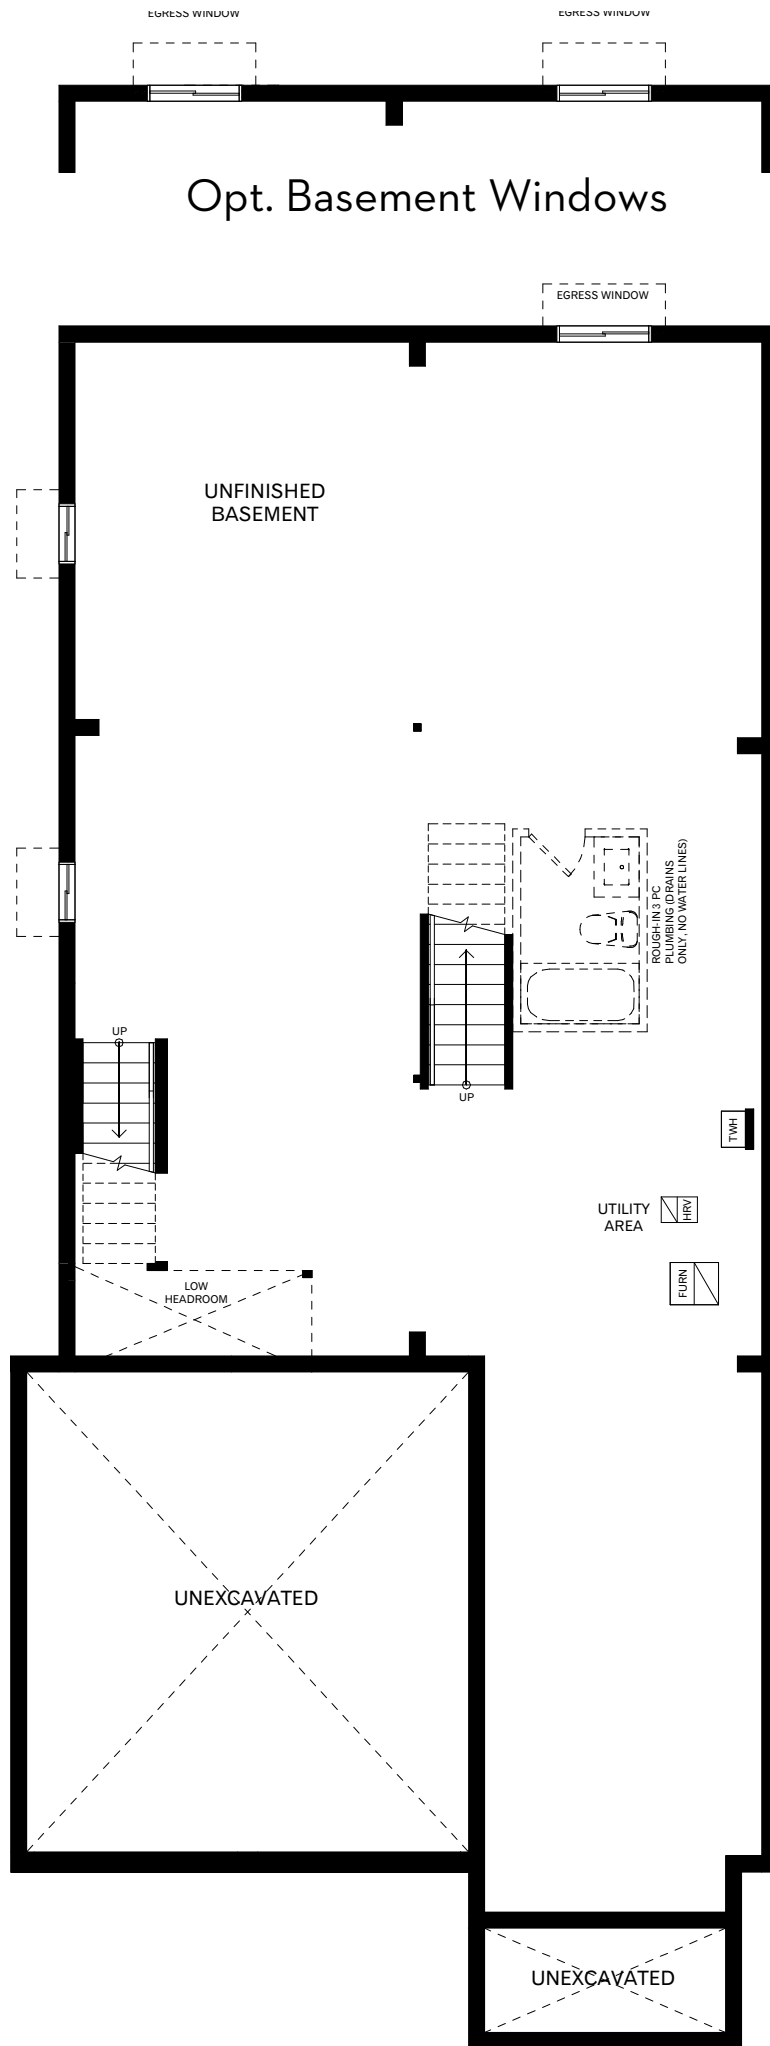 EGRESS WINDOW
EGRESS WINDOW
Opt. Basement Windows
EGRESS WINDOW
UNFINISHED
BASEMENT
ROUGH-IN 3 PC
PLUMBING (DRAINS
ONLY, NO WATER LINES)
UP
UP
TWH
UTILITY
AREA
HRV
FURN
LOW
HEADROOM
UNEXCAVATED
UNEXCAVATED